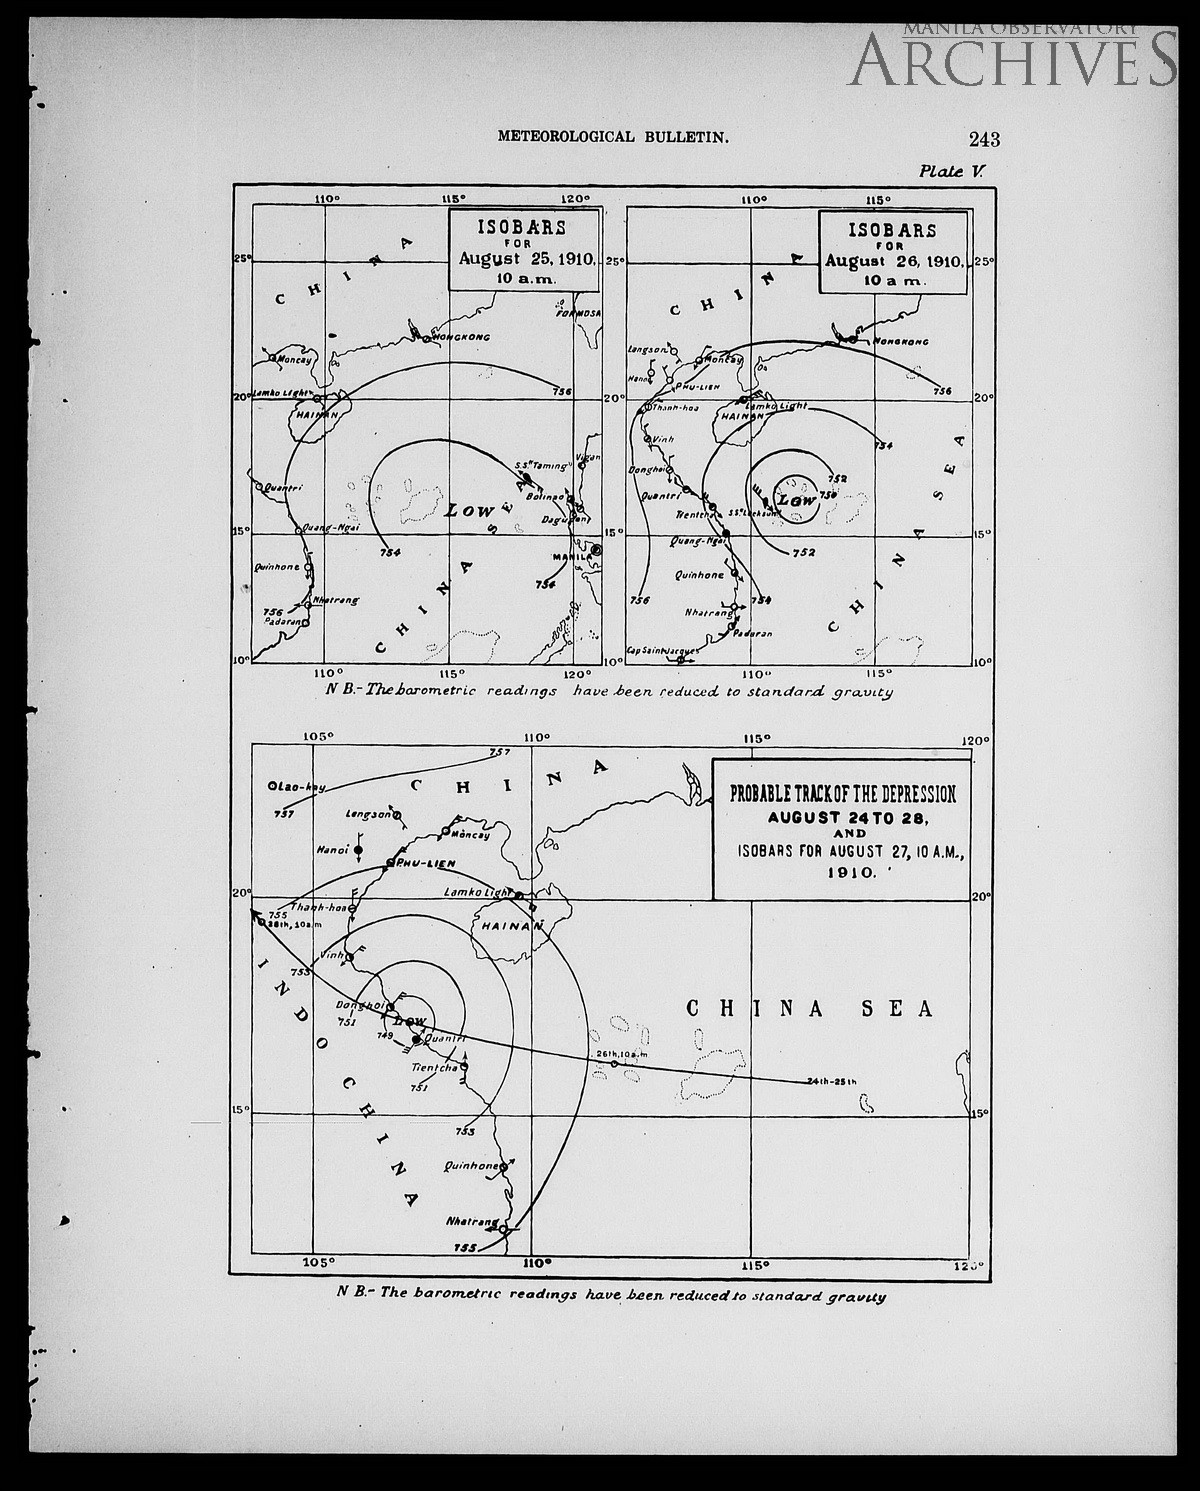 MANILA OBSERVATORY
ARCHIVES
METEOROLOGICAL BULLETIN.
243
Plate V.
110° 115° 120°
ISOBARS
FOR
August 25, 1910,
10 a.m.
25° 25°
CHINA
FORMOSA
HONGKONG
Moncay
756
20° Lamko Light 20°
HAINAN
S.S."Taming"
Vigan
Quantri
Bolinao
LOW
Dagupan
Quang-Ngai
15° 15°
754
MANILA
Quinhone
754
Nhatrang
756
Padaran
CHINA SEA
10° 10°
110° 115° 120°
110° 115°
ISOBARS
FOR
August 26, 1910,
10 a m.
25°
CHINA
HONGKONG
Langson
Moncay
Hanoi
PHU-LIEN
756
20°
Thanh-hoa
Lamko Light
HAINAN
Vinh
754
Donghoi
752
Quantri
Low 750
Trentcha
15°
Quang-Ngai
752
Quinhone
756
754
Nhatrang
Padaran
CHINA SEA
Cap Saint Jacques
10°
110° 115°
N B.- The barometric readings have been reduced to standard gravity
105° 110° 115° 120°
757
Lao-kay
CHINA
PROBABLE TRACK OF THE DEPRESSION
AUGUST 24 TO 28,
AND
ISOBARS FOR AUGUST 27, 10 A.M.,
1910.
757
Langson
Moncay
Hanoi
PHU-LIEN
20° Lamko Light 20°
Thanh-hoa
755
28th, 10 a.m
HAINAN
Vinh
753
INDO CHINA
Donghoi
CHINA SEA
751
Low
749
Quantri
26th, 10 a.m
Tientcha
24th-25th
751
15° 15°
753
Quinhone
Nhatrang
755
105° 110° 115° 120°
N B.- The barometric readings have been reduced to standard gravity